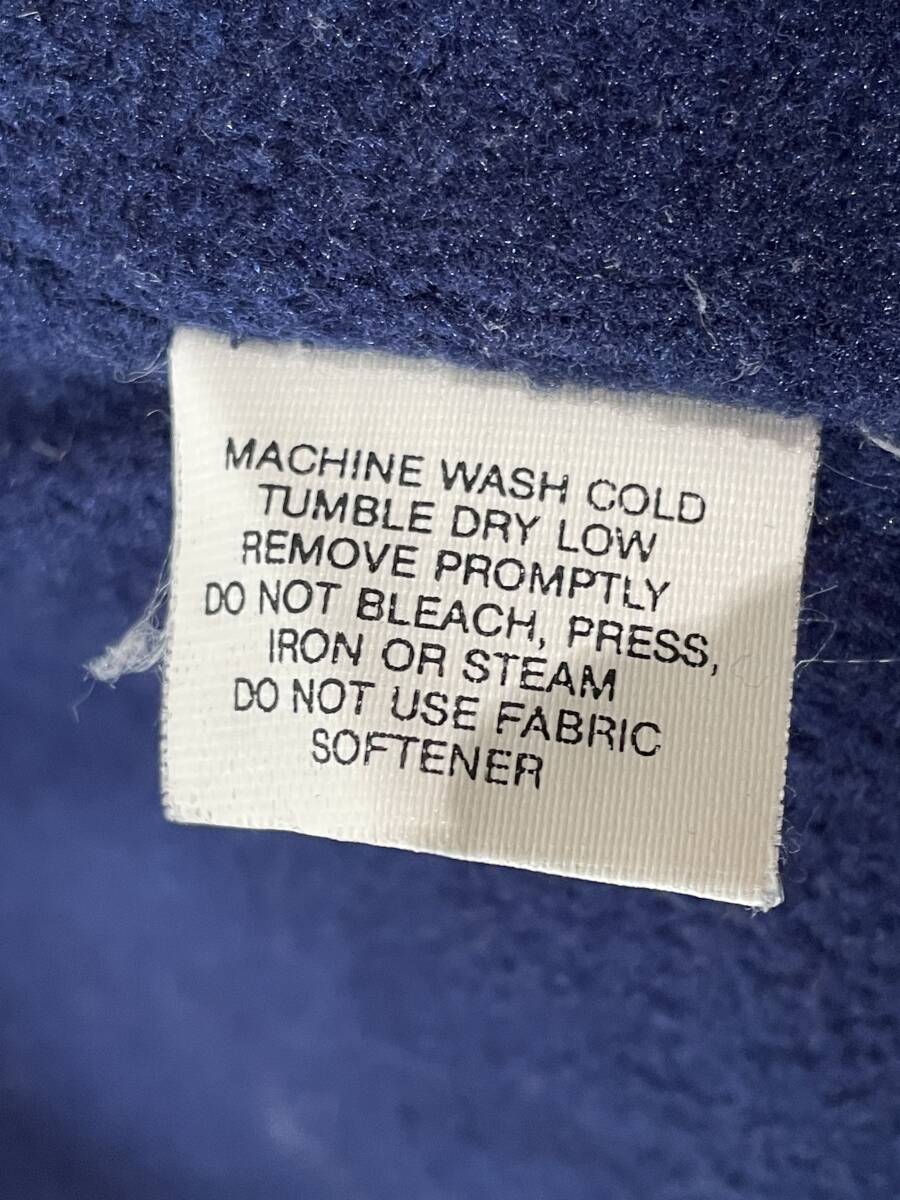 MACHINE WASH COLD
TUMBLE DRY LOW
REMOVE PROMPTLY
DO NOT BLEACH, PRESS,
IRON OR STEAM
DO NOT USE FABRIC
SOFTENER